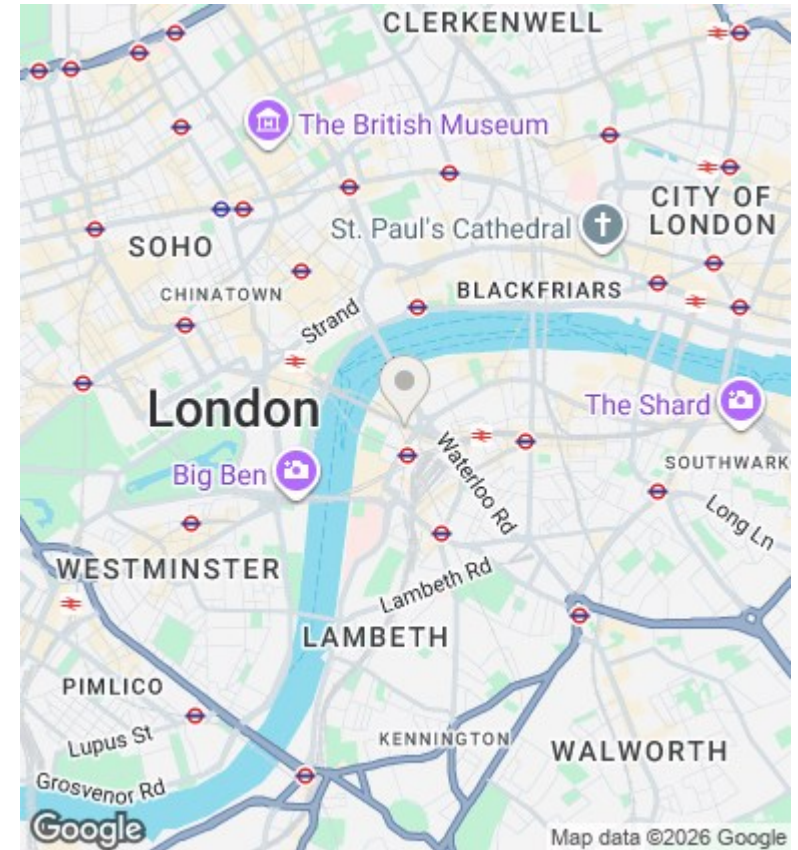 CLERKENWELL
The British Museum
CITY OF
LONDON
St. Paul's Cathedral
SOHO
CHINATOWN
BLACKFRIARS
Strand
London
The Shard
Waterloo Rd
Big Ben
SOUTHWARK
Long Ln
WESTMINSTER
Lambeth Rd
LAMBETH
PIMLICO
Lupus St
KENNINGTON
WALWORTH
Grosvenor Rd
Google
Map data ©2026 Google